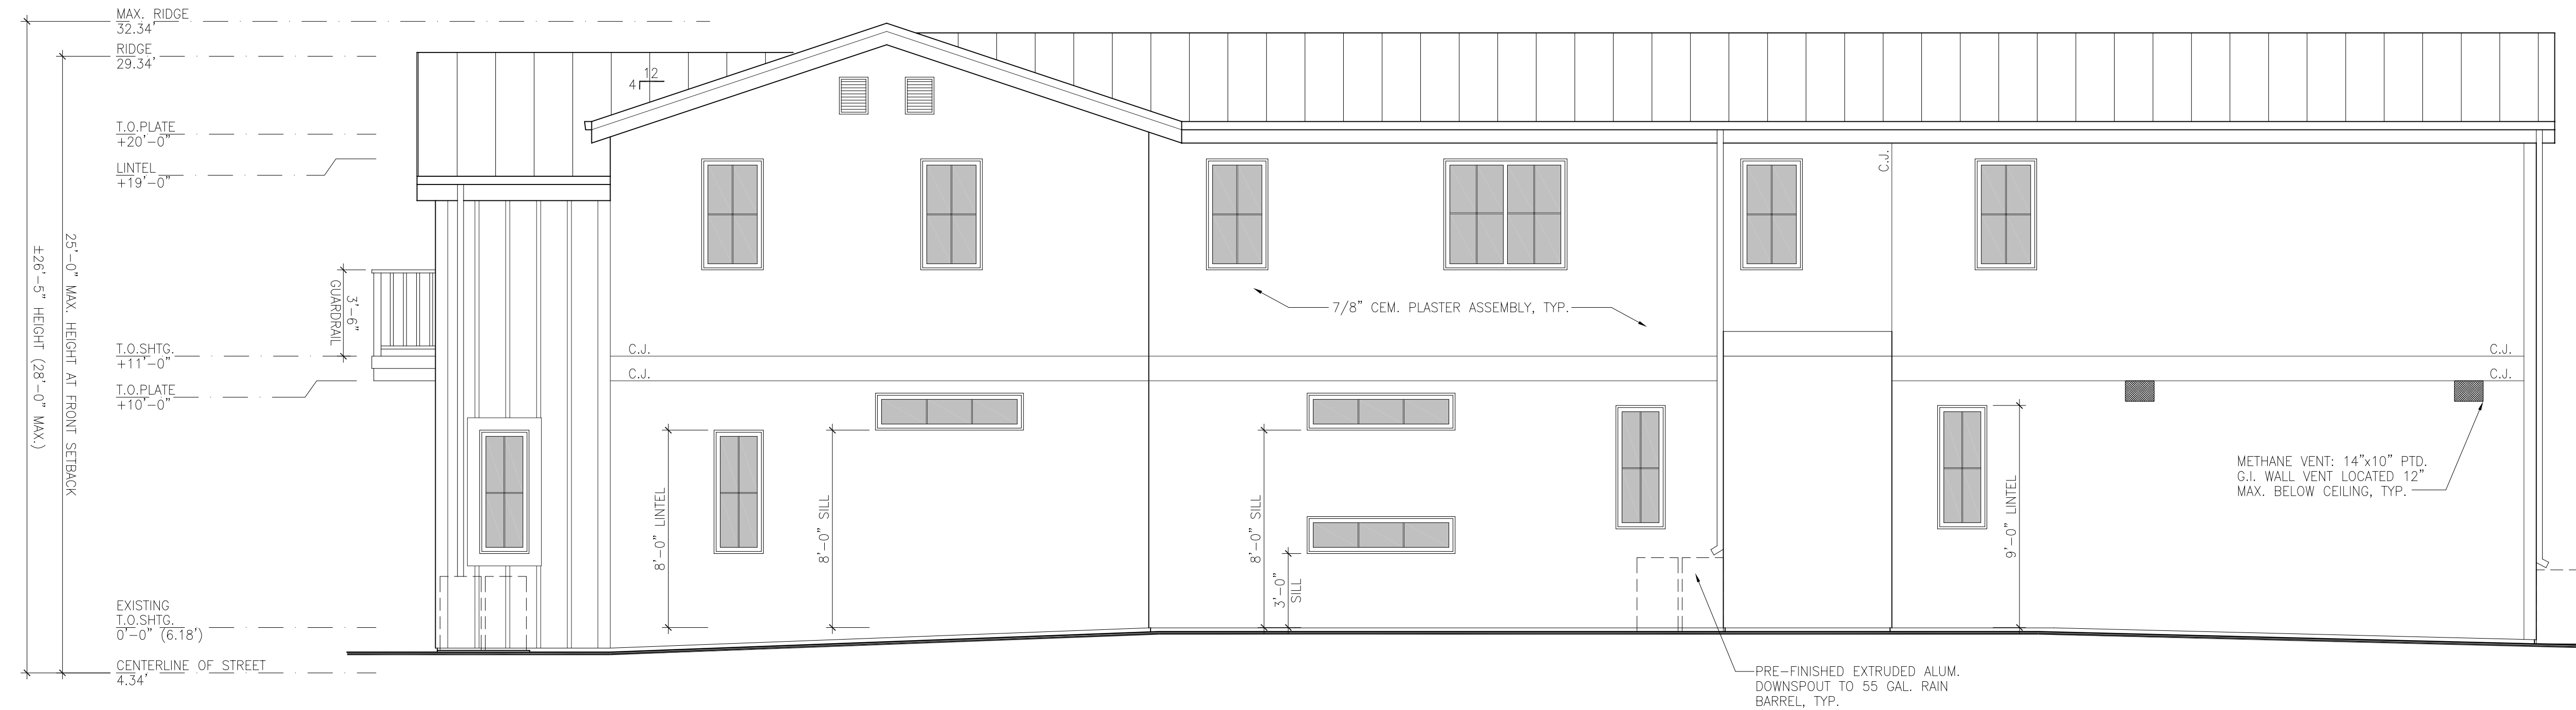 MAX. RIDGE
32.34'
RIDGE
29.34'
T.O.PLATE
+20'-0"
LINTEL
+19'-0"
T.O.SHTG.
+11'-0"
T.O.PLATE
+10'-0"
EXISTING
T.O.SHTG.
0'-0" (6.18')
CENTERLINE OF STREET
4.34'
±26'-5" HEIGHT (28'-0" MAX.)
25'-0" MAX. HEIGHT AT FRONT SETBACK
3'-6"
GUARDRAIL
12
4
C.J.
C.J.
8'-0" LINTEL
8'-0" SILL
7/8" CEM. PLASTER ASSEMBLY, TYP.
8'-0" SILL
3'-0"
SILL
C.J.
9'-0" LINTEL
C.J.
C.J.
METHANE VENT: 14"x10" PTD.
G.I. WALL VENT LOCATED 12"
MAX. BELOW CEILING, TYP.
PRE-FINISHED EXTRUDED ALUM.
DOWNSPOUT TO 55 GAL. RAIN
BARREL, TYP.